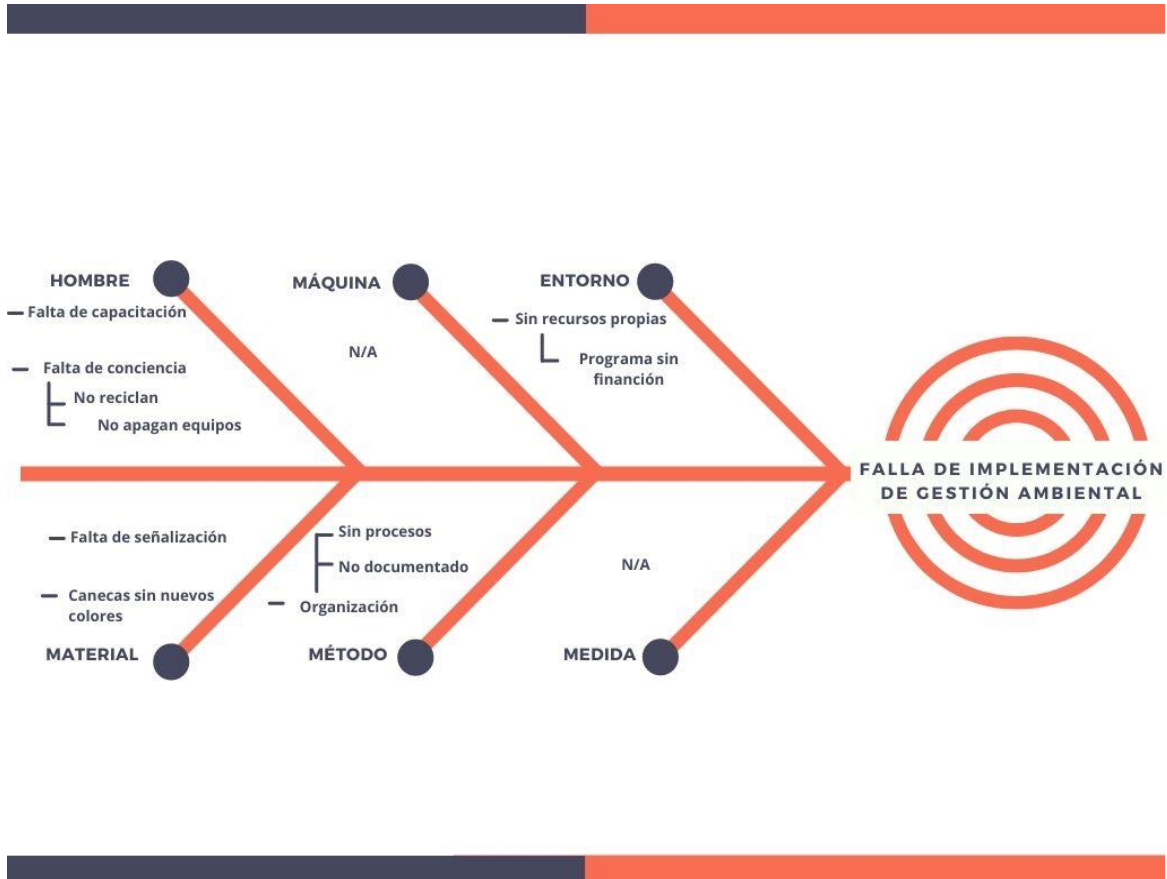 HOMBRE
Falta de capacitación
Falta de conciencia
No reciclan
No apagan equipos
MÁQUINA
N/A
ENTORNO
Sin recursos propias
Programa sin
financión
FALLA DE IMPLEMENTACIÓN
DE GESTIÓN AMBIENTAL
Falta de señalización
Canecas sin nuevos
colores
MATERIAL
Sin procesos
No documentado
Organización
MÉTODO
N/A
MEDIDA